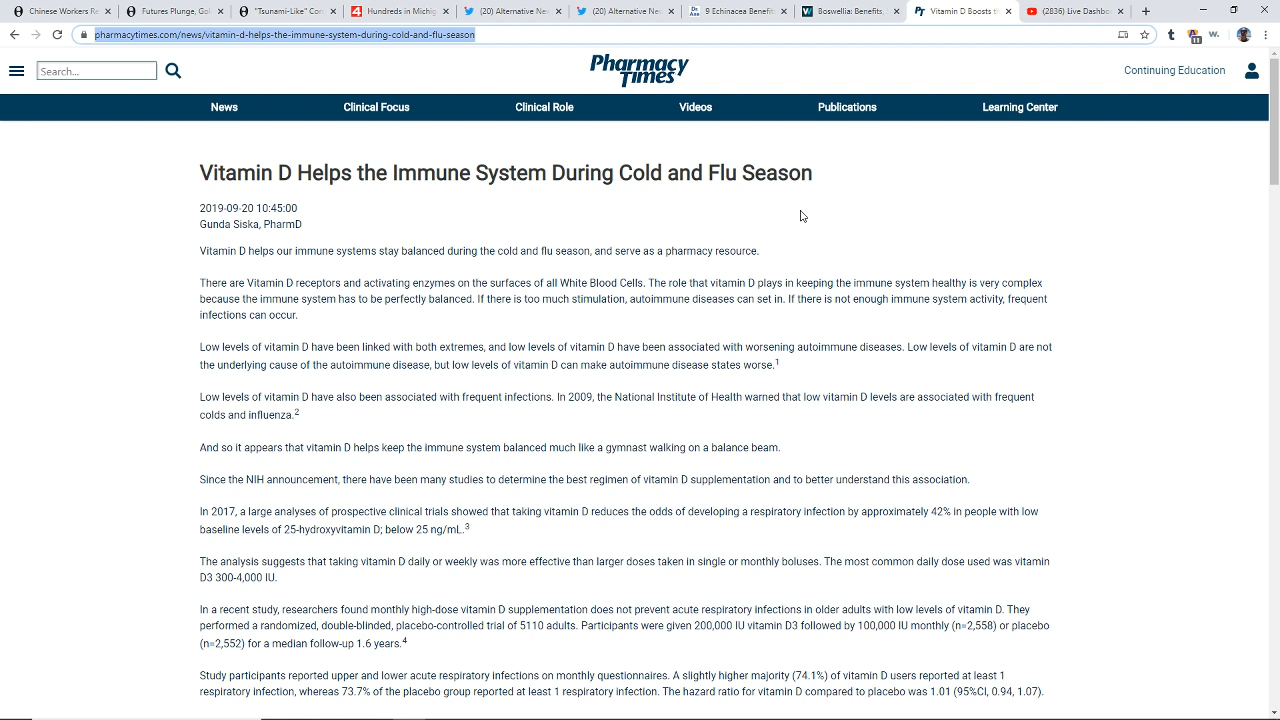 Chinese Workers Re
Futures Plunge, Gol
"Tsunami-Like" Com
Hundreds in Michig
(20) Alternative Nev
(20) Alternative Nev
9 Echinacea Benefit
Boswellia: Benefits,
Vitamin D Boosts th
(2836) Live Dashboa
pharmacytimes.com/news/vitamin-d-helps-the-immune-system-during-cold-and-flu-season
Search...
Pharmacy
Times
Continuing Education
News
Clinical Focus
Clinical Role
Videos
Publications
Learning Center
Vitamin D Helps the Immune System During Cold and Flu Season
2019-09-20 10:45:00
Gunda Siska, PharmD
Vitamin D helps our immune systems stay balanced during the cold and flu season, and serve as a pharmacy resource.
There are Vitamin D receptors and activating enzymes on the surfaces of all White Blood Cells. The role that vitamin D plays in keeping the immune system healthy is very complex
because the immune system has to be perfectly balanced. If there is too much stimulation, autoimmune diseases can set in. If there is not enough immune system activity, frequent
infections can occur.
Low levels of vitamin D have been linked with both extremes, and low levels of vitamin D have been associated with worsening autoimmune diseases. Low levels of vitamin D are not
the underlying cause of the autoimmune disease, but low levels of vitamin D can make autoimmune disease states worse.1
Low levels of vitamin D have also been associated with frequent infections. In 2009, the National Institute of Health warned that low vitamin D levels are associated with frequent
colds and influenza.2
And so it appears that vitamin D helps keep the immune system balanced much like a gymnast walking on a balance beam.
Since the NIH announcement, there have been many studies to determine the best regimen of vitamin D supplementation and to better understand this association.
In 2017, a large analyses of prospective clinical trials showed that taking vitamin D reduces the odds of developing a respiratory infection by approximately 42% in people with low
baseline levels of 25-hydroxyvitamin D; below 25 ng/mL.3
The analysis suggests that taking vitamin D daily or weekly was more effective than larger doses taken in single or monthly boluses. The most common daily dose used was vitamin
D3 300-4,000 IU.
In a recent study, researchers found monthly high-dose vitamin D supplementation does not prevent acute respiratory infections in older adults with low levels of vitamin D. They
performed a randomized, double-blinded, placebo-controlled trial of 5110 adults. Participants were given 200,000 IU vitamin D3 followed by 100,000 IU monthly (n=2,558) or placebo
(n=2,552) for a median follow-up 1.6 years.4
Study participants reported upper and lower acute respiratory infections on monthly questionnaires. A slightly higher majority (74.1%) of vitamin D users reported at least 1
respiratory infection, whereas 73.7% of the placebo group reported at least 1 respiratory infection. The hazard ratio for vitamin D compared to placebo was 1.01 (95%CI, 0.94, 1.07).